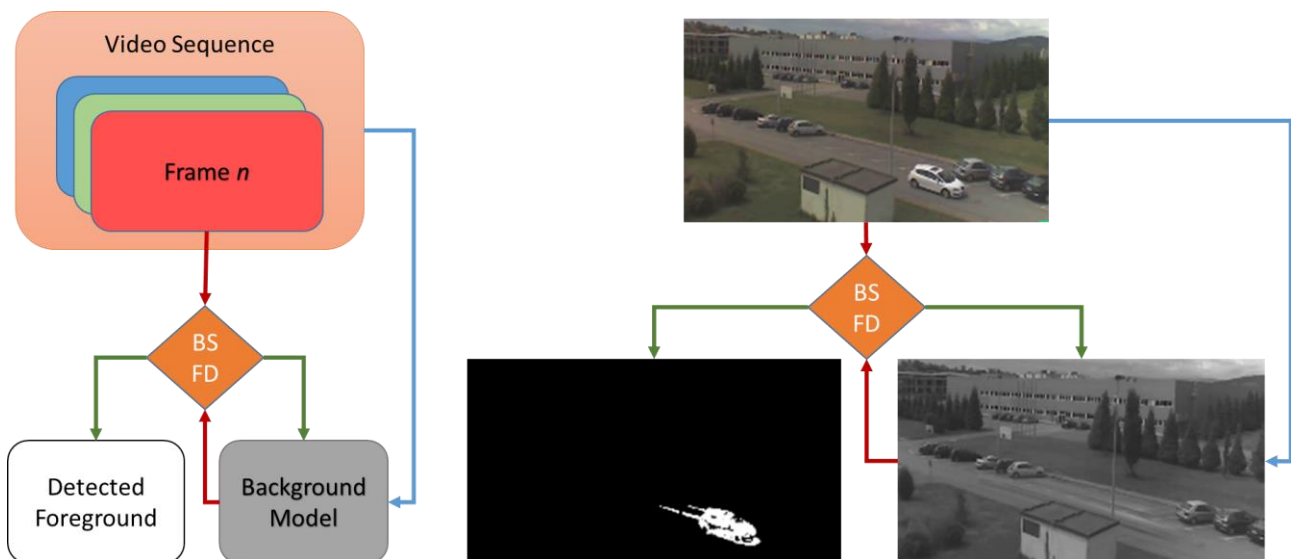 Video Sequence
Frame n
BS
FD
Detected
Foreground
Background
Model
BS
FD